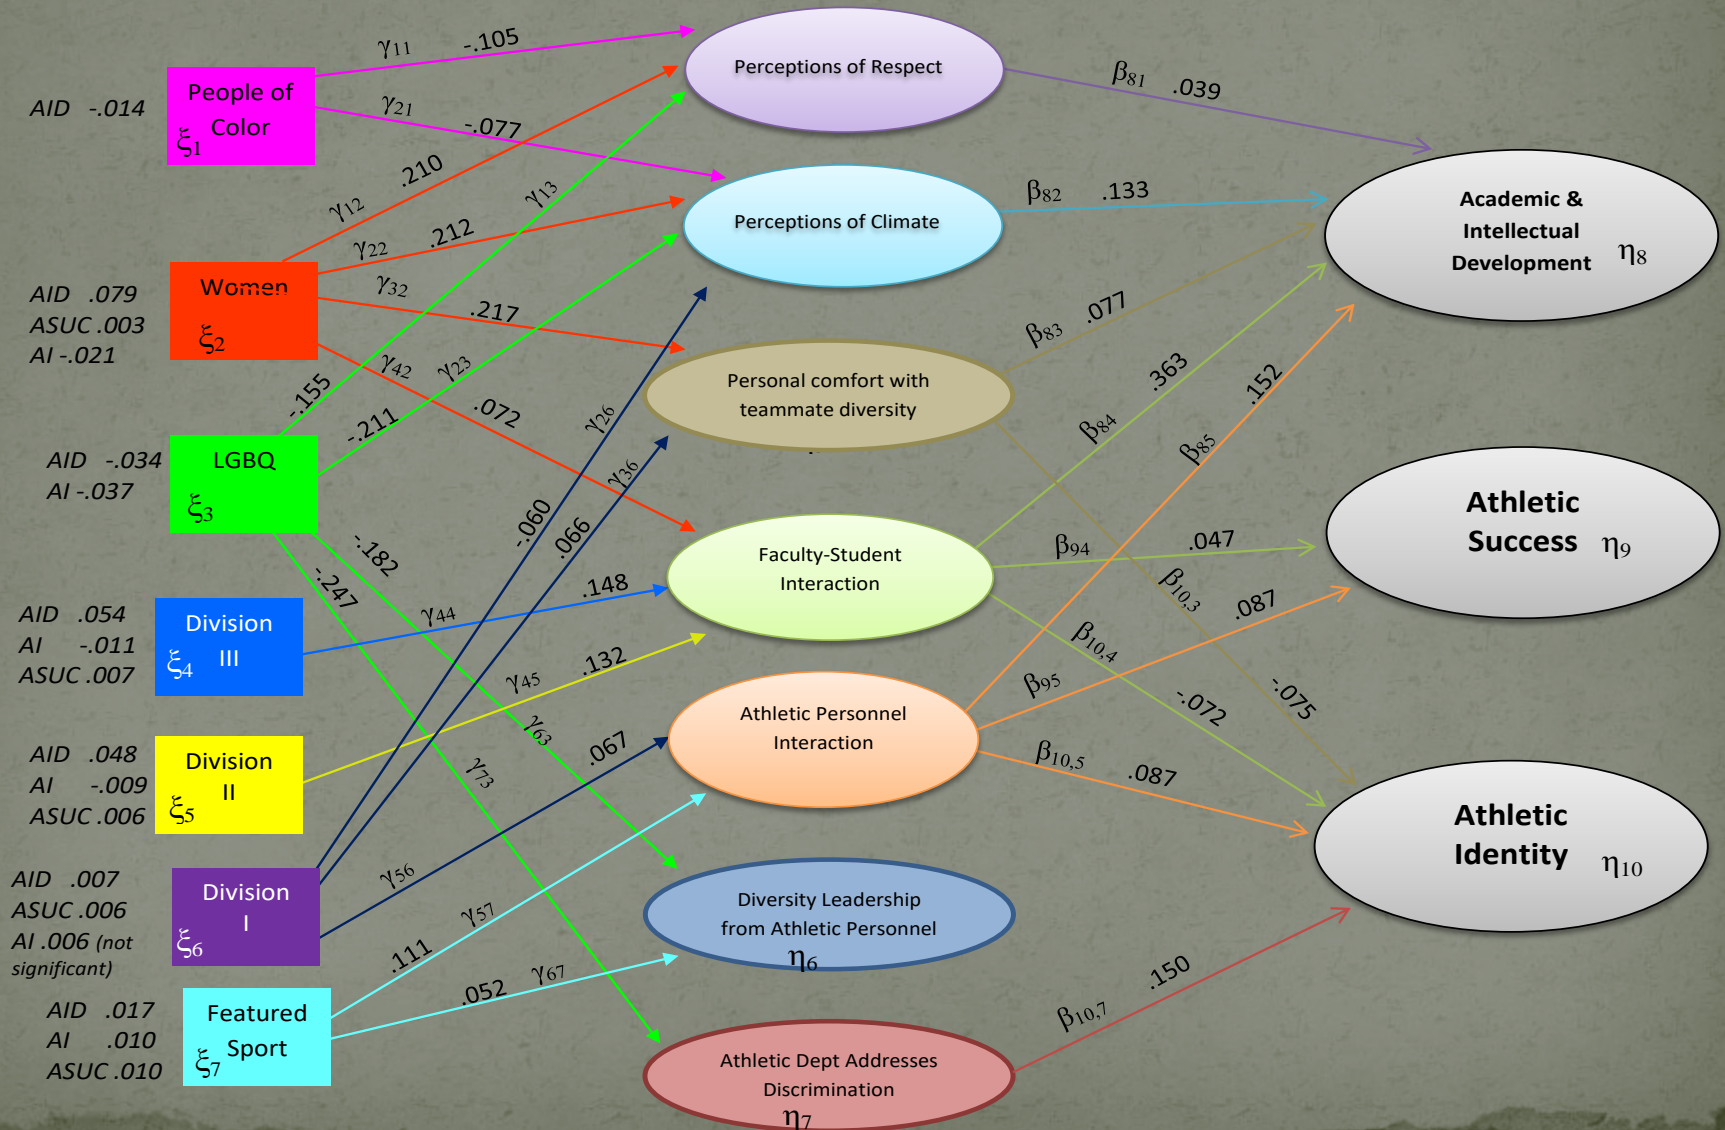 AID -.014
People of
Color
ξ1
γ11 -.105
γ21 -.077
Perceptions of Respect
β81 .039
AID .079
ASUC .003
AI -.021
Women
ξ2
γ12 .210
γ22 .212
γ32 .217
γ42 .072
Perceptions of Climate
β82 .133
Academic &
Intellectual
Development η8
AID -.034
AI -.037
LGBQ
ξ3
γ13 -.155
γ23 -.211
γ63 -.182
γ73 -.247
Personal comfort with
teammate diversity
β83 .077
β10,3 -.075
AID .054
AI -.011
ASUC .007
Division
III
ξ4
γ44 .148
Faculty-Student
Interaction
β84 .363
β94 .047
β10,4 -.072
Athletic
Success η9
AID .048
AI -.009
ASUC .006
Division
II
ξ5
γ45 .132
Athletic Personnel
Interaction
β85 .152
β95 .087
β10,5 .087
AID .007
ASUC .006
AI .006 (not
significant)
Division
I
ξ6
γ26 -.060
γ36 .066
γ56 .067
Diversity Leadership
from Athletic Personnel
η6
Athletic
Identity η10
AID .017
AI .010
ASUC .010
Featured
Sport
ξ7
γ57 .111
.052 γ67
Athletic Dept Addresses
Discrimination
η7
β10,7 .150